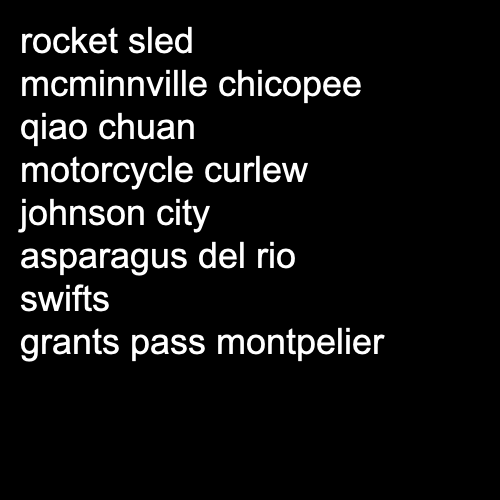 rocket sled
mcminnville chicopee
qiao chuan
motorcycle curlew
johnson city
asparagus del rio
swifts
grants pass montpelier